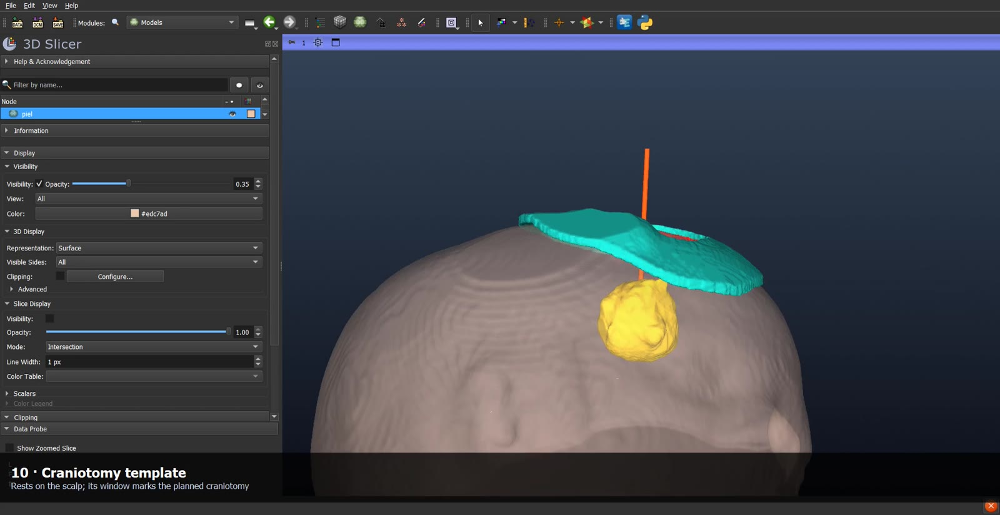 File Edit View Help
DATA DCM SAVE Modules: Models
1
3D Slicer
Help & Acknowledgement
Filter by name...
Node
piel
Information
Display
Visibility
Visibility: Opacity: 0.35
View: All
Color: #edc7ad
3D Display
Representation: Surface
Visible Sides: All
Clipping: Configure...
Advanced
Slice Display
Visibility:
Opacity: 1.00
Mode: Intersection
Line Width: 1 px
Color Table:
Scalars
Color Legend
Clipping
Data Probe
Show Zoomed Slice
L
F
B
10 · Craniotomy template
Rests on the scalp; its window marks the planned craniotomy